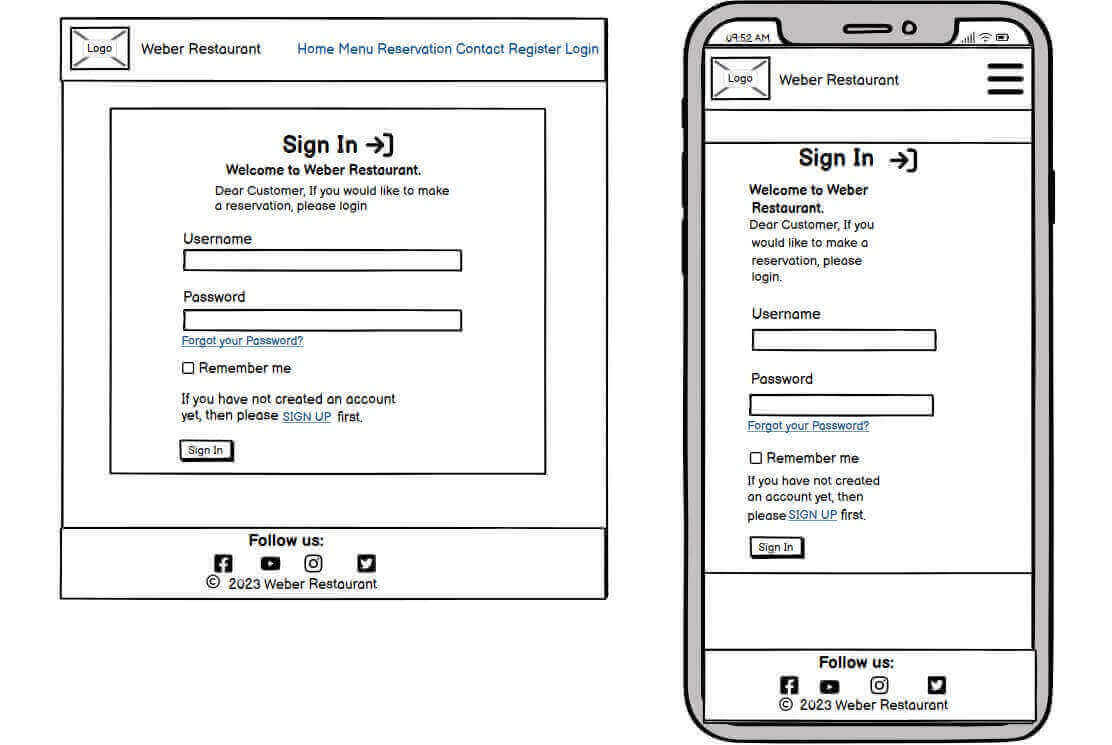 Logo Weber Restaurant Home Menu Reservation Contact Register Login
Sign In
Welcome to Weber Restaurant.
Dear Customer, If you would like to make
a reservation, please login
Username
Password
Forgot your Password?
Remember me
If you have not created an account
yet, then please SIGN UP first.
Sign In
Follow us:
© 2023 Weber Restaurant
09:52 AM
Logo Weber Restaurant
Sign In
Welcome to Weber
Restaurant.
Dear Customer, If you
would like to make a
reservation, please
login.
Username
Password
Forgot your Password?
Remember me
If you have not created
an account yet, then
please SIGN UP first.
Sign In
Follow us:
© 2023 Weber Restaurant